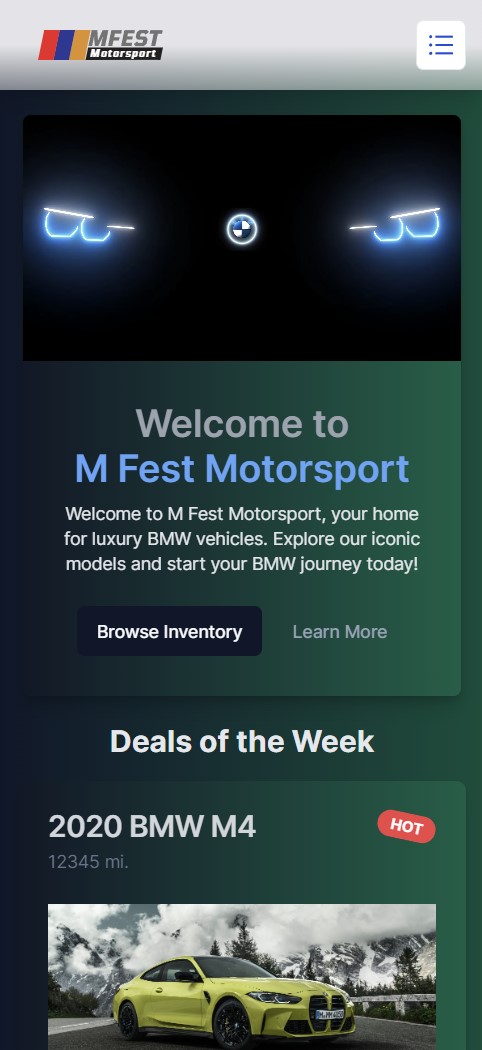 MFEST
Motorsport
Welcome to
M Fest Motorsport
Welcome to M Fest Motorsport, your home
for luxury BMW vehicles. Explore our iconic
models and start your BMW journey today!
Browse Inventory
Learn More
Deals of the Week
2020 BMW M4
HOT
12345 mi.